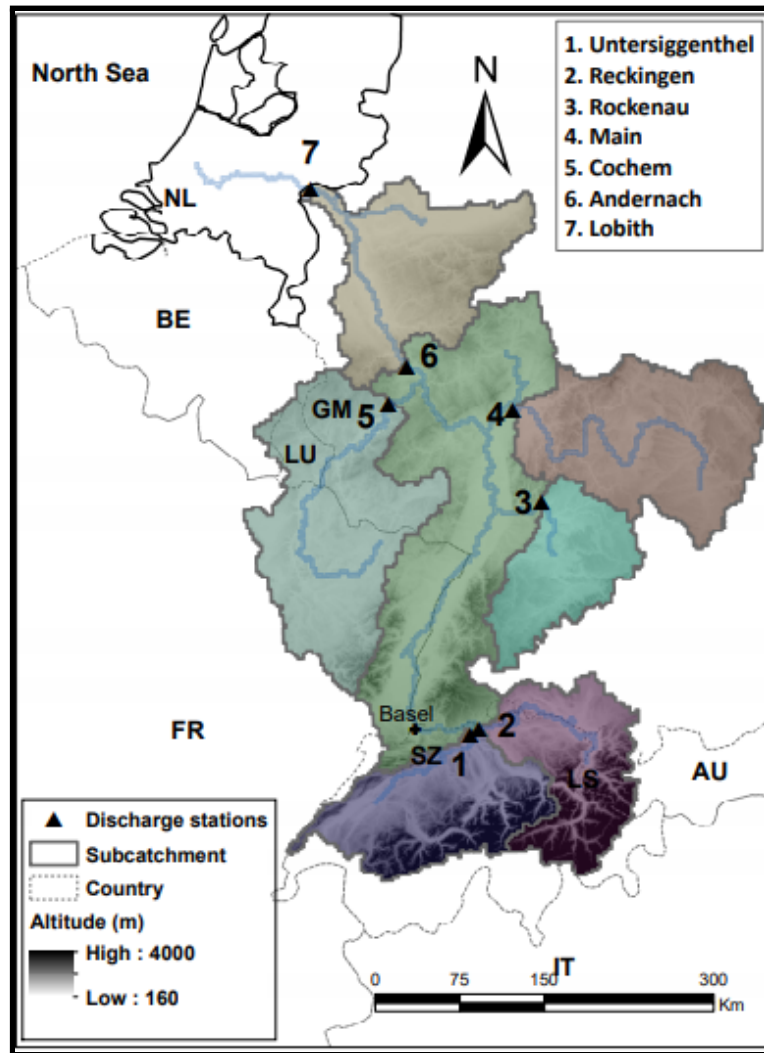 North Sea
N
1. Untersiggenthel
2. Reckingen
3. Rockenau
4. Main
5. Cochem
6. Andernach
7. Lobith
7
NL
BE
6
GM
5
4
LU
3
Basel
2
FR
SZ
1
LS
AU
Discharge stations
Subcatchment
Country
Altitude (m)
High : 4000
Low : 160
IT
0 75 150 300
Km